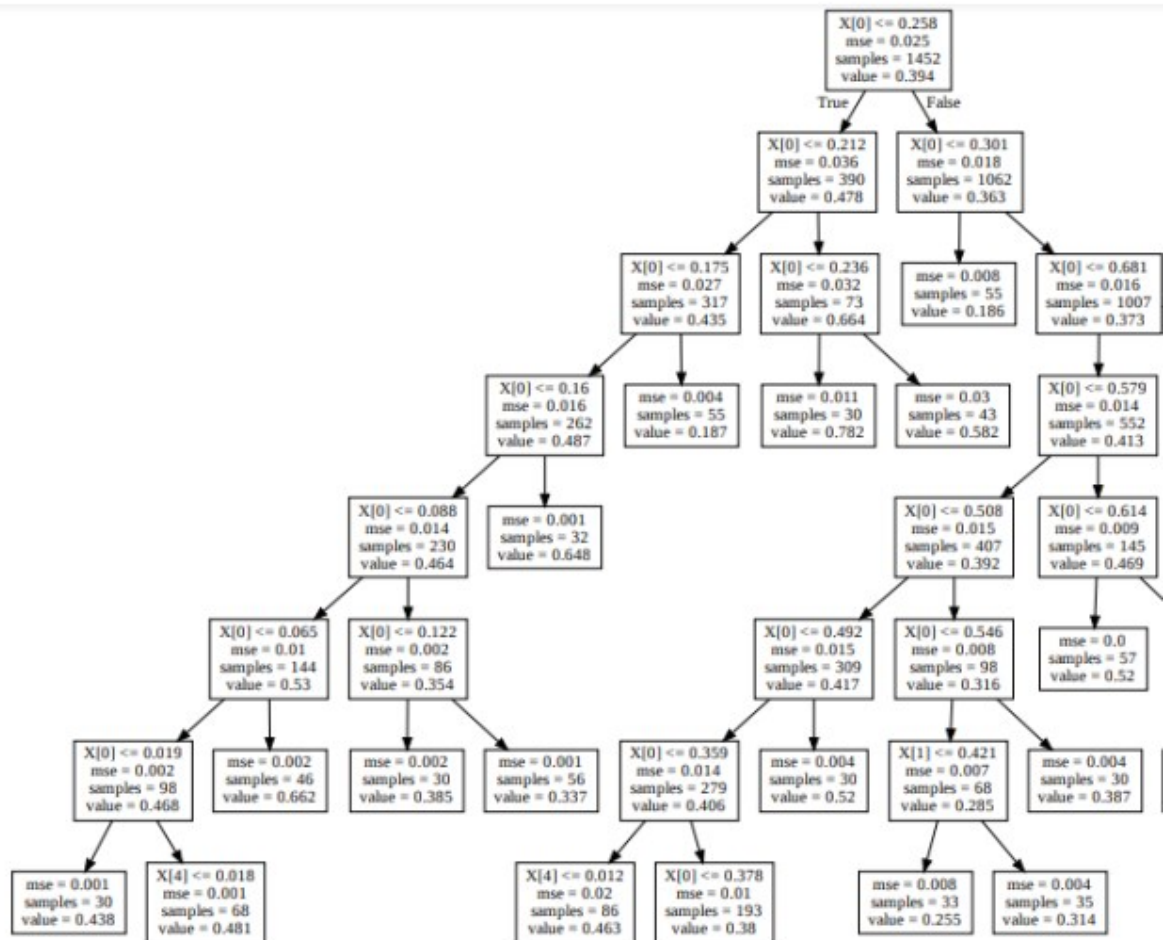 X[0] <= 0.258
mse = 0.025
samples = 1452
value = 0.394
True
False
X[0] <= 0.212
mse = 0.036
samples = 390
value = 0.478
X[0] <= 0.301
mse = 0.018
samples = 1062
value = 0.363
X[0] <= 0.175
mse = 0.027
samples = 317
value = 0.435
X[0] <= 0.236
mse = 0.032
samples = 73
value = 0.664
mse = 0.008
samples = 55
value = 0.186
X[0] <= 0.681
mse = 0.016
samples = 1007
value = 0.373
X[0] <= 0.16
mse = 0.016
samples = 262
value = 0.487
mse = 0.004
samples = 55
value = 0.187
mse = 0.011
samples = 30
value = 0.782
mse = 0.03
samples = 43
value = 0.582
X[0] <= 0.579
mse = 0.014
samples = 552
value = 0.413
X[0] <= 0.088
mse = 0.014
samples = 230
value = 0.464
mse = 0.001
samples = 32
value = 0.648
X[0] <= 0.508
mse = 0.015
samples = 407
value = 0.392
X[0] <= 0.614
mse = 0.009
samples = 145
value = 0.469
X[0] <= 0.065
mse = 0.01
samples = 144
value = 0.53
X[0] <= 0.122
mse = 0.002
samples = 86
value = 0.354
X[0] <= 0.492
mse = 0.015
samples = 309
value = 0.417
X[0] <= 0.546
mse = 0.008
samples = 98
value = 0.316
mse = 0.0
samples = 57
value = 0.52
X[0] <= 0.019
mse = 0.002
samples = 98
value = 0.468
mse = 0.002
samples = 46
value = 0.662
mse = 0.002
samples = 30
value = 0.385
mse = 0.001
samples = 56
value = 0.337
X[0] <= 0.359
mse = 0.014
samples = 279
value = 0.406
mse = 0.004
samples = 30
value = 0.52
X[1] <= 0.421
mse = 0.007
samples = 68
value = 0.285
mse = 0.004
samples = 30
value = 0.387
mse = 0.001
samples = 30
value = 0.438
X[4] <= 0.018
mse = 0.001
samples = 68
value = 0.481
X[4] <= 0.012
mse = 0.02
samples = 86
value = 0.463
X[0] <= 0.378
mse = 0.01
samples = 193
value = 0.38
mse = 0.008
samples = 33
value = 0.255
mse = 0.004
samples = 35
value = 0.314